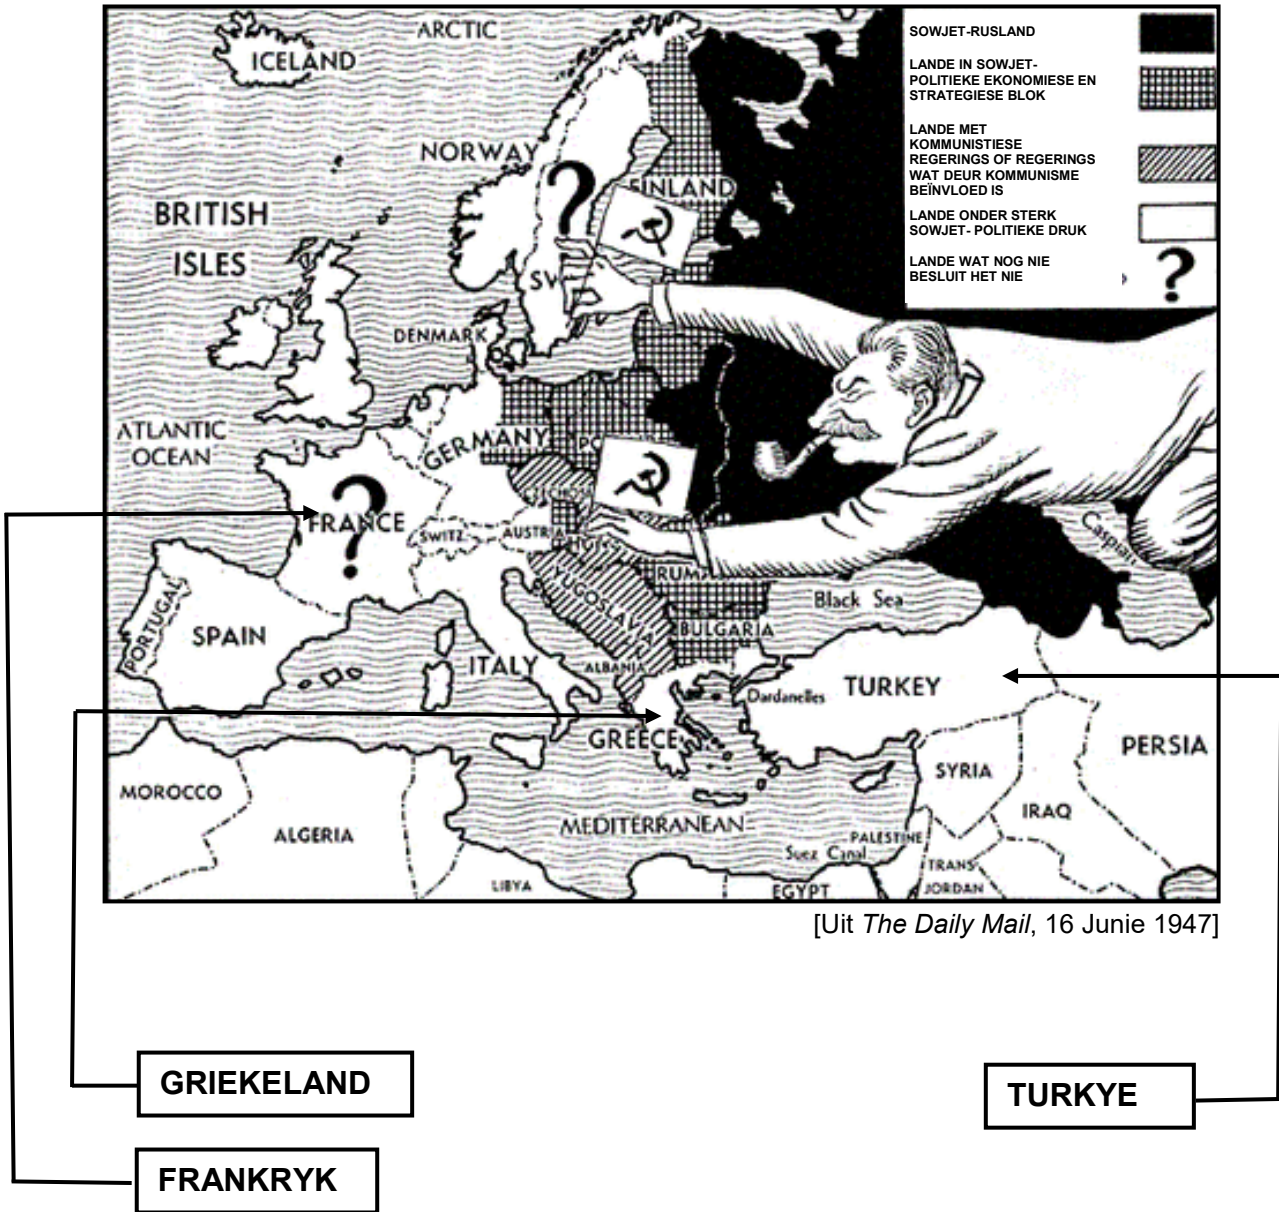 ARCTIC
ICELAND
NORWAY
FINLAND
BRITISH
ISLES
DENMARK
ATLANTIC
OCEAN
GERMANY
FRANCE
SWITZ.
AUSTRIA
YUGOSLAVIA
BULGARIA
Black Sea
Caspian
PORTUGAL
SPAIN
ITALY
ALBANIA
Dardanelles
TURKEY
GREECE
PERSIA
SYRIA
IRAQ
MOROCCO
ALGERIA
MEDITERRANEAN
PALESTINE
Suez Canal
TRANS
JORDAN
LIBYA
EGYPT
SOWJET-RUSLAND
LANDE IN SOWJET-
POLITIEKE EKONOMIESE EN
STRATEGIESE BLOK
LANDE MET
KOMMUNISTIESE
REGERINGS OF REGERINGS
WAT DEUR KOMMUNISME
BEÏNVLOED IS
LANDE ONDER STERK
SOWJET- POLITIEKE DRUK
LANDE WAT NOG NIE
BESLUIT HET NIE
?
?
?
[Uit The Daily Mail, 16 Junie 1947]
GRIEKELAND
TURKYE
FRANKRYK